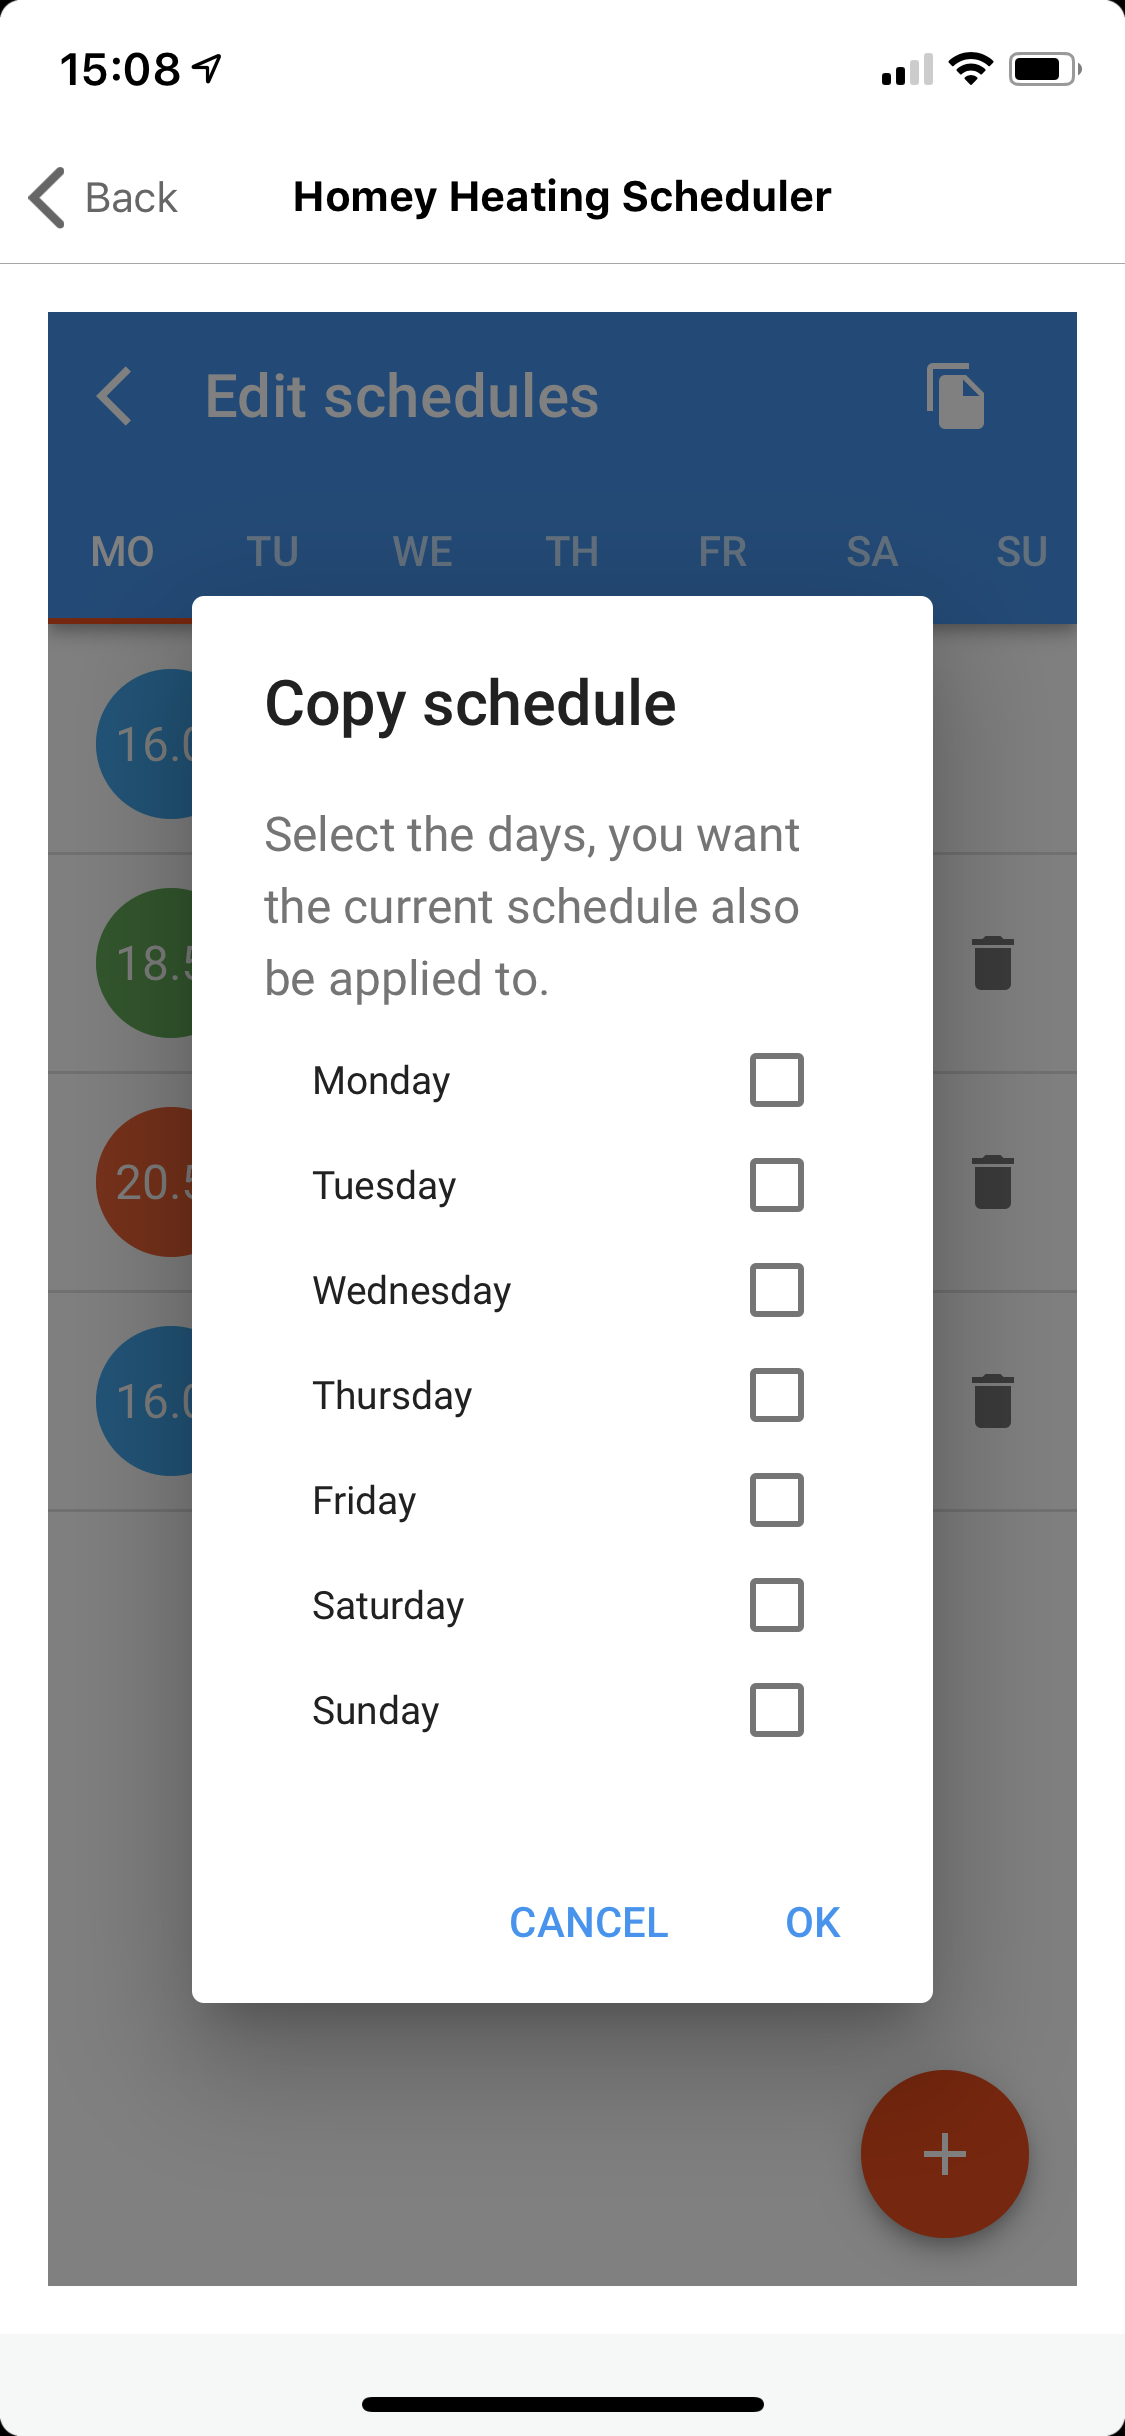 15:08
Back
Homey Heating Scheduler
Edit schedules
MO TU WE TH FR SA SU
Copy schedule
Select the days, you want
the current schedule also
be applied to.
Monday
Tuesday
Wednesday
Thursday
Friday
Saturday
Sunday
CANCEL OK